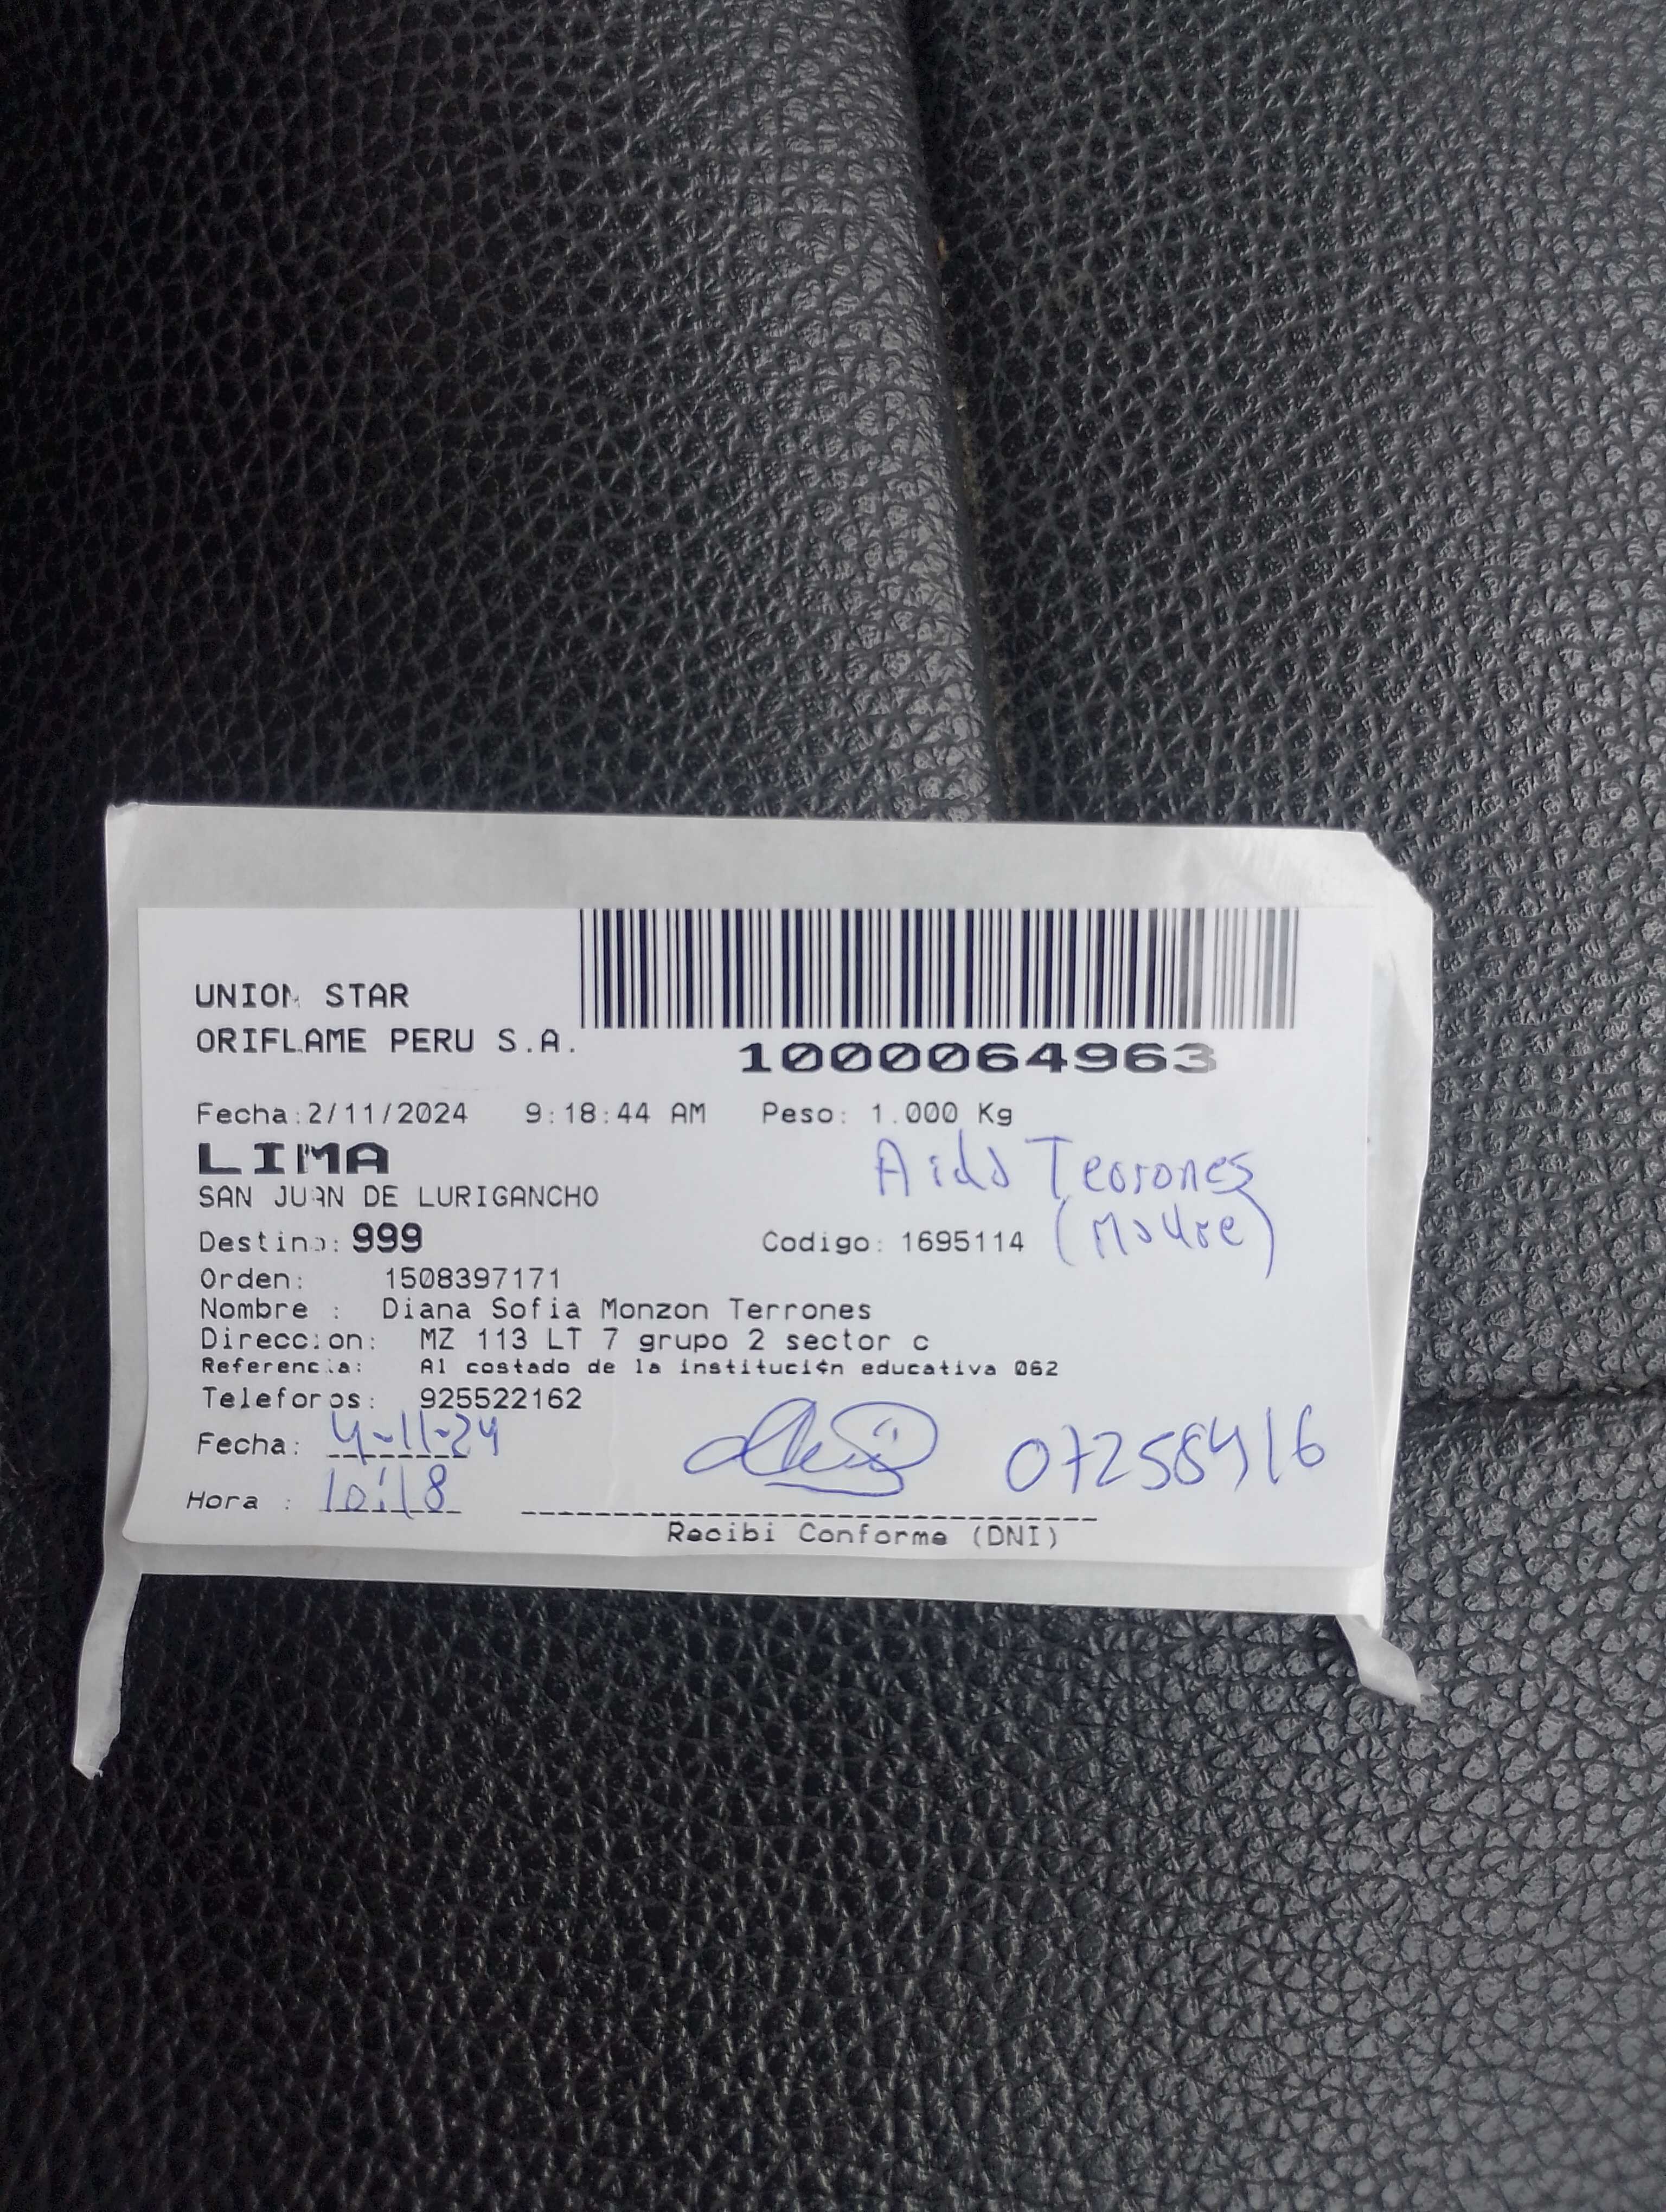 UNION STAR
ORIFLAME PERU S.A.
1000064963
Fecha:2/11/2024 9:18:44 AM Peso: 1.000 Kg
LIMA
Aida Terrones
SAN JUAN DE LURIGANCHO
(Madre)
Destino: 999 Codigo: 1695114
Orden: 1508397171
Nombre : Diana Sofia Monzon Terrones
Direccion: MZ 113 LT 7 grupo 2 sector c
Referencia: Al costado de la instituci¢n educativa 062
Telefonos: 925522162
Fecha: 4-11-24
07258416
Hora : 10:18
Recibi Conforme (DNI)